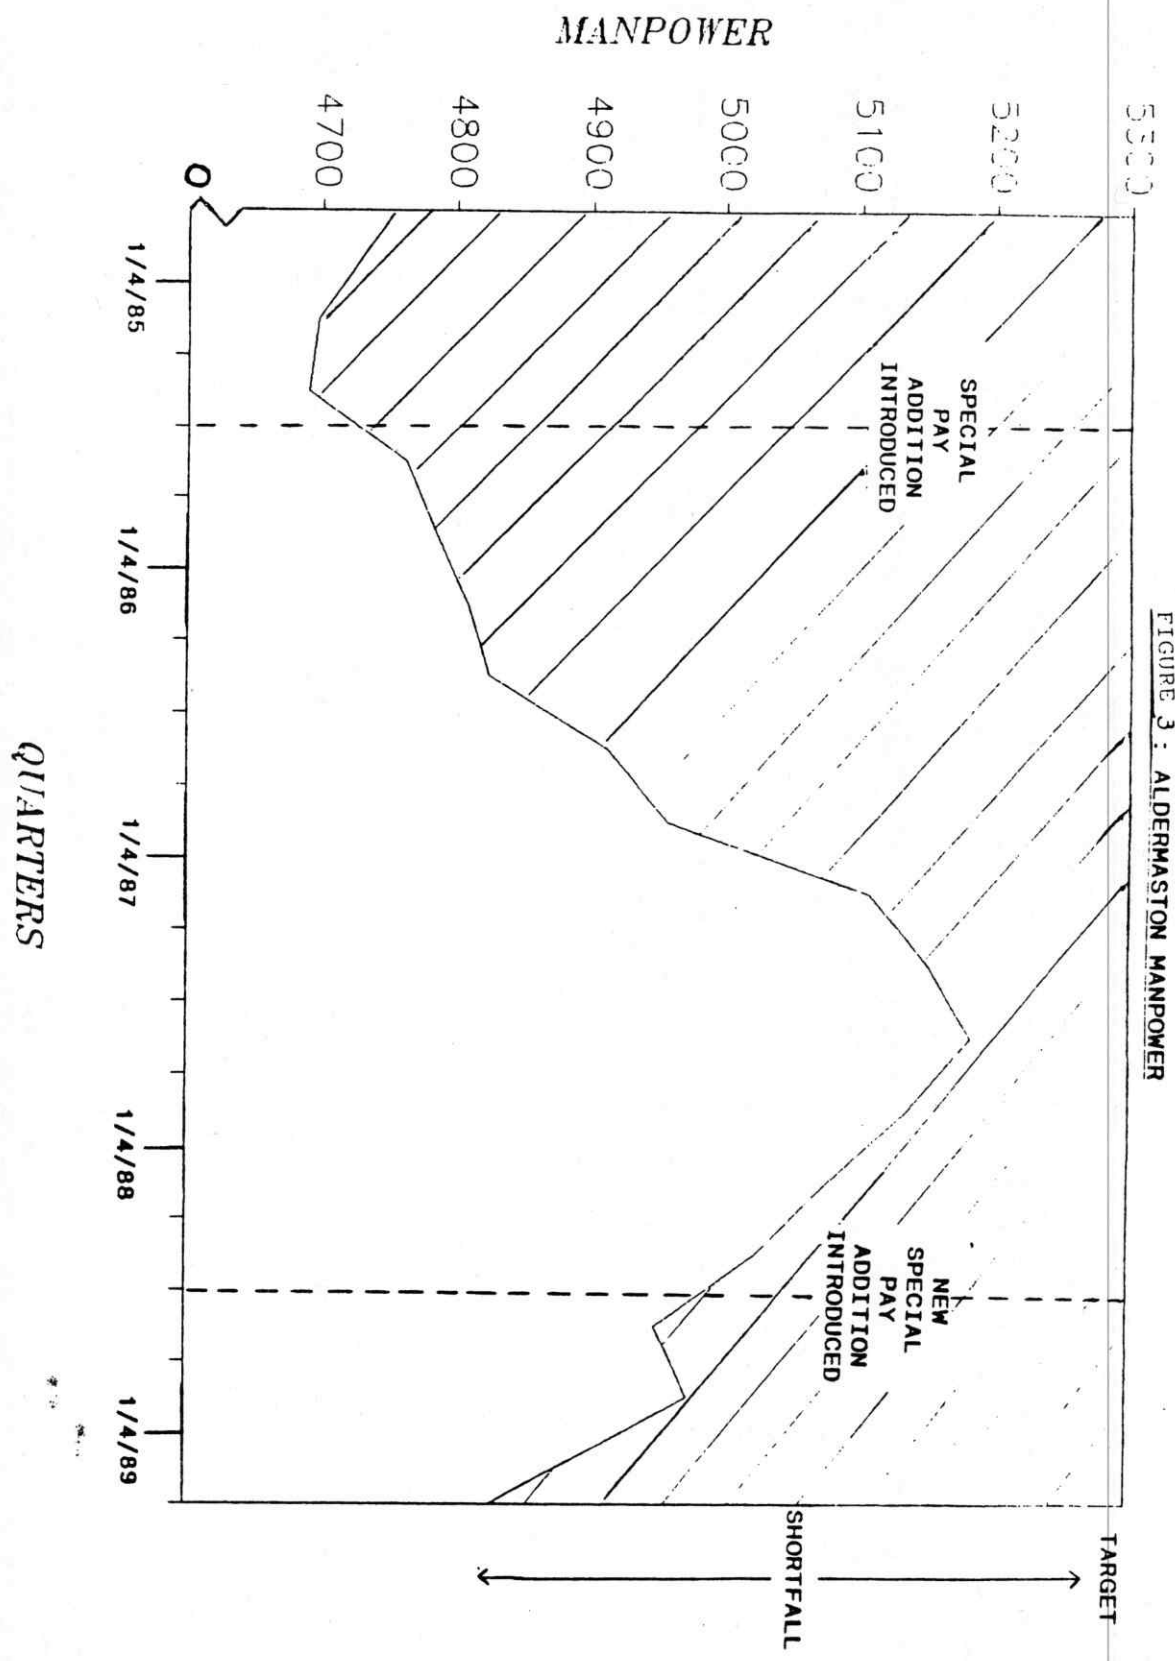 FIGURE 3 : ALDERMASTON MANPOWER
MANPOWER
5300
5200
5100
5000
4900
4800
4700
0
SPECIAL
PAY
ADDITION
INTRODUCED
NEW
SPECIAL
PAY
ADDITION
INTRODUCED
TARGET
SHORTFALL
1/4/85
1/4/86
1/4/87
1/4/88
1/4/89
QUARTERS